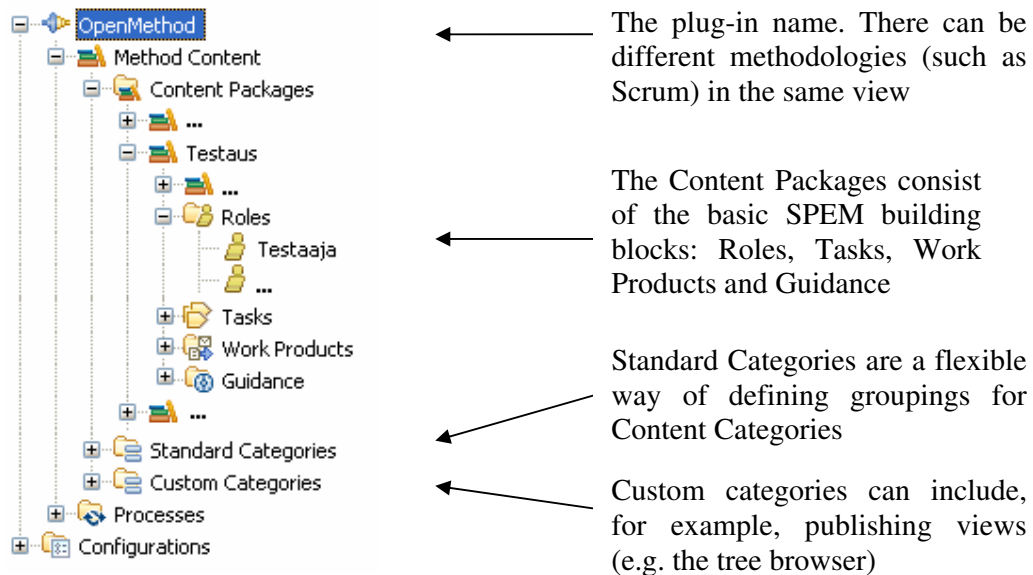 OpenMethod
Method Content
Content Packages
...
Testaus
...
Roles
Testaaja
...
Tasks
Work Products
Guidance
...
Standard Categories
Custom Categories
Processes
Configurations
The plug-in name. There can be
different methodologies (such as
Scrum) in the same view
The Content Packages consist
of the basic SPEM building
blocks: Roles, Tasks, Work
Products and Guidance
Standard Categories are a flexible
way of defining groupings for
Content Categories
Custom categories can include,
for example, publishing views
(e.g. the tree browser)